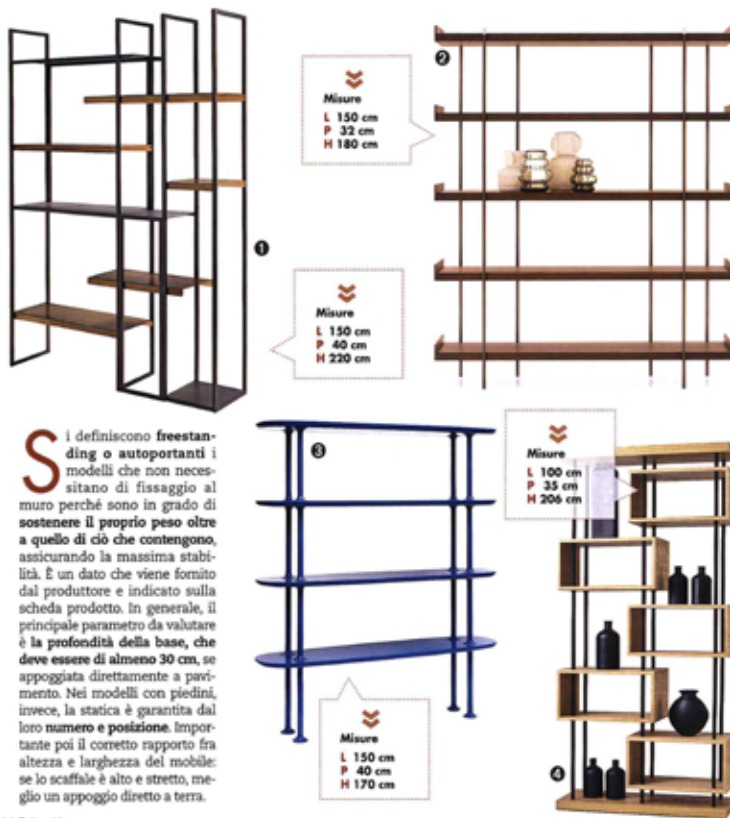 2
Misure
L 150 cm
P 32 cm
H 180 cm
1
Misure
L 150 cm
P 40 cm
H 220 cm
Si definiscono freestan-
ding o autoportanti i
modelli che non neces-
sitano di fissaggio al
muro perché sono in grado di
sostenere il proprio peso oltre
a quello di ciò che contengono,
assicurando la massima stabi-
lità. È un dato che viene fornito
dal produttore e indicato sulla
scheda prodotto. In generale, il
principale parametro da valutare
è la profondità della base, che
deve essere di almeno 30 cm, se
appoggiata direttamente a pavi-
mento. Nei modelli con piedini,
invece, la statica è garantita dal
loro numero e posizione. Impor-
tante poi il corretto rapporto fra
altezza e larghezza del mobile:
se lo scaffale è alto e stretto, me-
glio un appoggio diretto a terra.
3
Misure
L 150 cm
P 40 cm
H 170 cm
Misure
L 100 cm
P 35 cm
H 206 cm
4